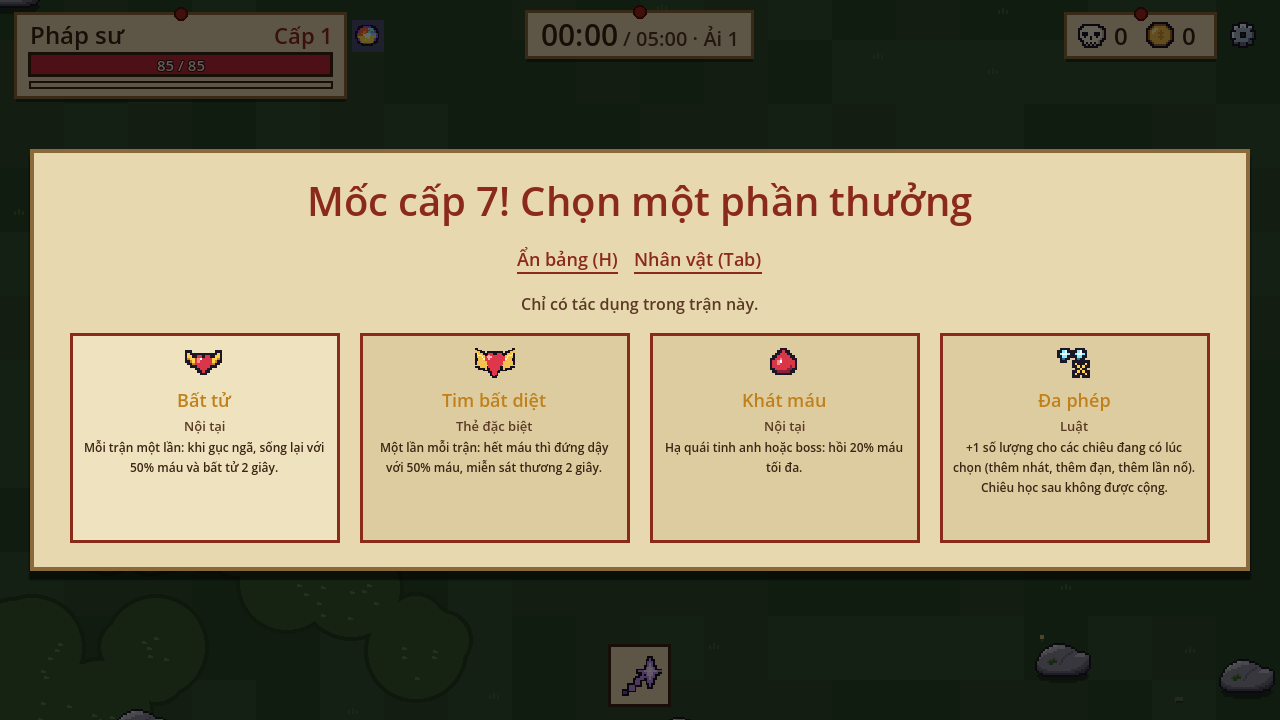 Pháp sư
Cấp 1
85 / 85
00:00 / 05:00 · Ải 1
0
0
Mốc cấp 7! Chọn một phần thưởng
Ẩn bảng (H)
Nhân vật (Tab)
Chỉ có tác dụng trong trận này.
Bất tử
Nội tại
Mỗi trận một lần: khi gục ngã, sống lại với
50% máu và bất tử 2 giây.
Tim bất diệt
Thẻ đặc biệt
Một lần mỗi trận: hết máu thì đứng dậy
với 50% máu, miễn sát thương 2 giây.
Khát máu
Nội tại
Hạ quái tinh anh hoặc boss: hồi 20% máu
tối đa.
Đa phép
Luật
+1 số lượng cho các chiêu đang có lúc
chọn (thêm nhát, thêm đạn, thêm lần nổ).
Chiêu học sau không được cộng.